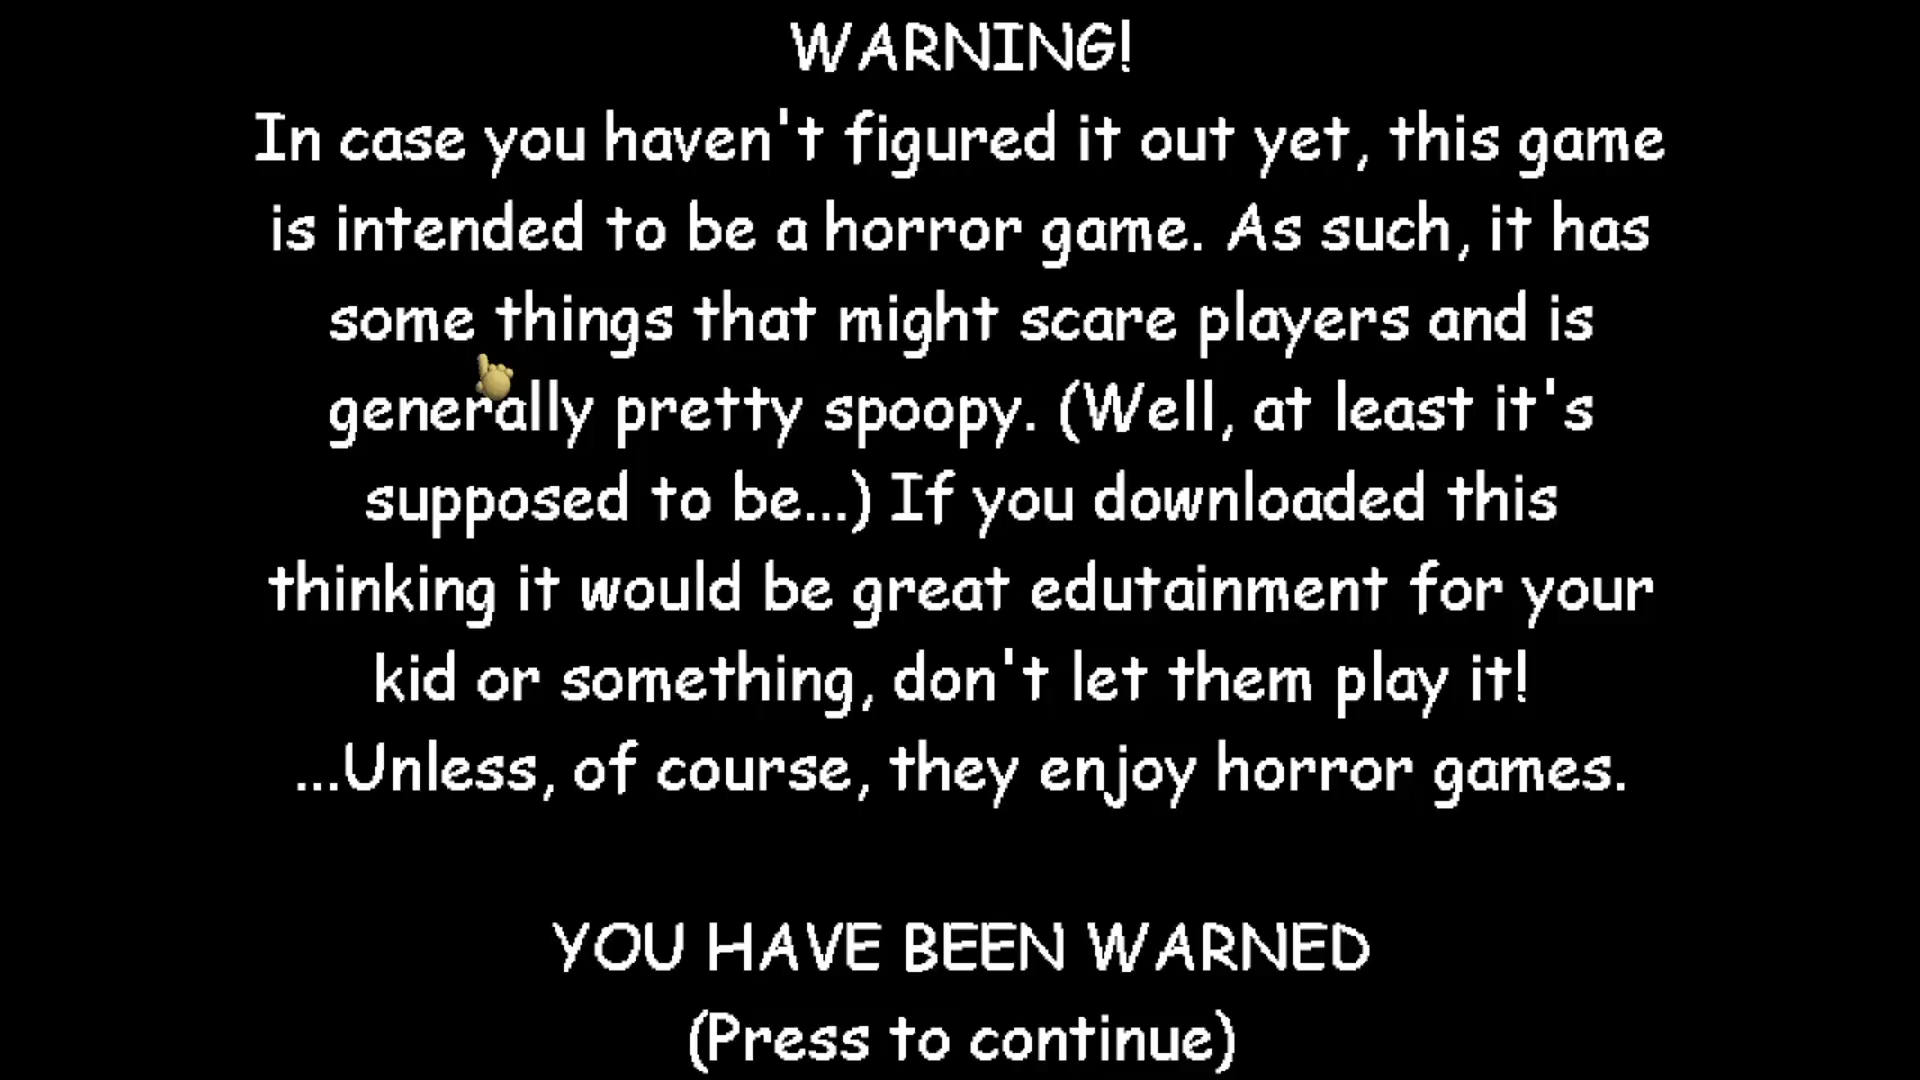 WARNING!
In case you haven't figured it out yet, this game
is intended to be a horror game. As such, it has
some things that might scare players and is
generally pretty spoopy. (Well, at least it's
supposed to be...) If you downloaded this
thinking it would be great edutainment for your
kid or something, don't let them play it!
...Unless, of course, they enjoy horror games.
YOU HAVE BEEN WARNED
(Press to continue)